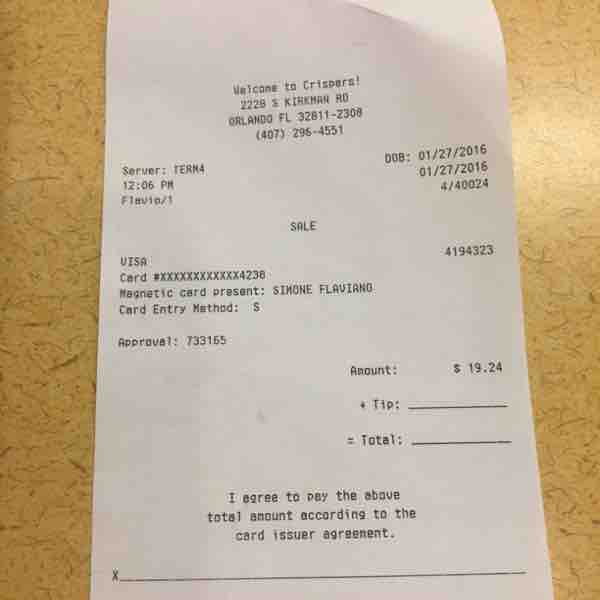 Welcome to Crispers!
2228 S KIRKMAN RD
ORLANDO FL 32811-2308
(407) 296-4551
Server: TERM4 DOB: 01/27/2016
12:06 PM 01/27/2016
Flavio/1 4/40024
SALE
VISA 4194323
Card #XXXXXXXXXXXX4238
Magnetic card present: SIMONE FLAVIANO
Card Entry Method: S
Approval: 733165
Amount: $ 19.24
+ Tip:
= Total:
I agree to pay the above
total amount according to the
card issuer agreement.
X